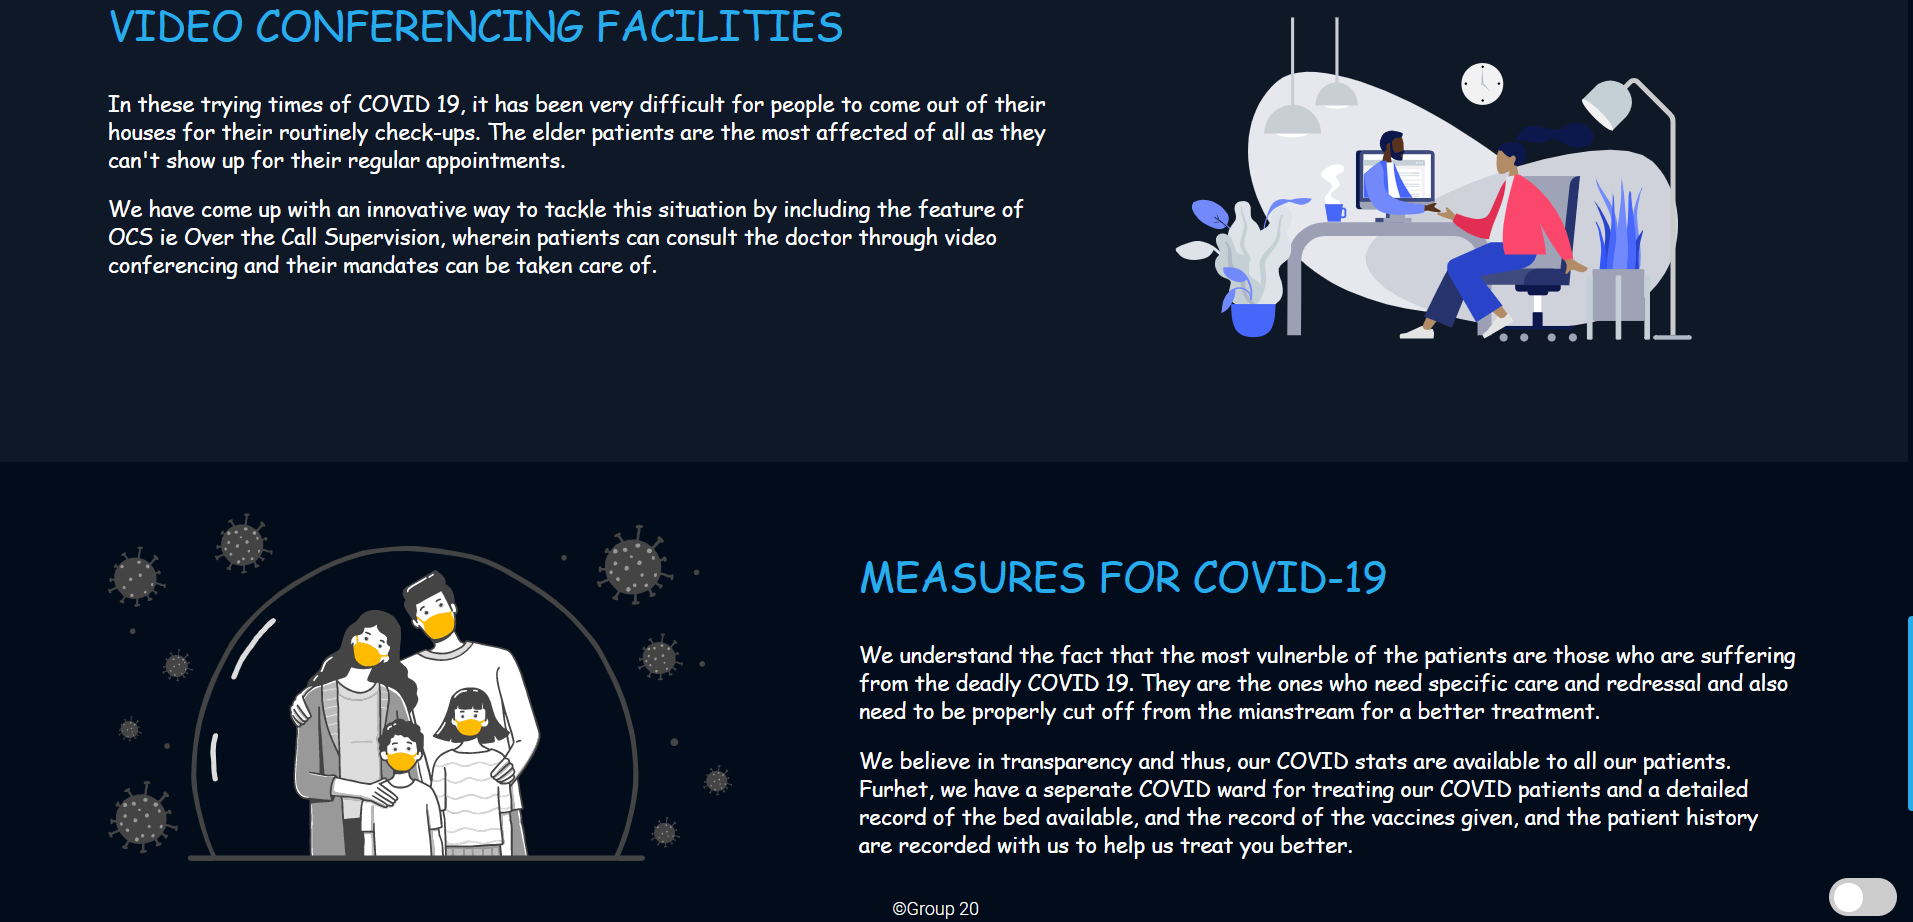 VIDEO CONFERENCING FACILITIES
In these trying times of COVID 19, it has been very difficult for people to come out of their
houses for their routinely check-ups. The elder patients are the most affected of all as they
can't show up for their regular appointments.
We have come up with an innovative way to tackle this situation by including the feature of
OCS ie Over the Call Supervision, wherein patients can consult the doctor through video
conferencing and their mandates can be taken care of.
MEASURES FOR COVID-19
We understand the fact that the most vulnerble of the patients are those who are suffering
from the deadly COVID 19. They are the ones who need specific care and redressal and also
need to be properly cut off from the mianstream for a better treatment.
We believe in transparency and thus, our COVID stats are available to all our patients.
Furhet, we have a seperate COVID ward for treating our COVID patients and a detailed
record of the bed available, and the record of the vaccines given, and the patient history
are recorded with us to help us treat you better.
©Group 20